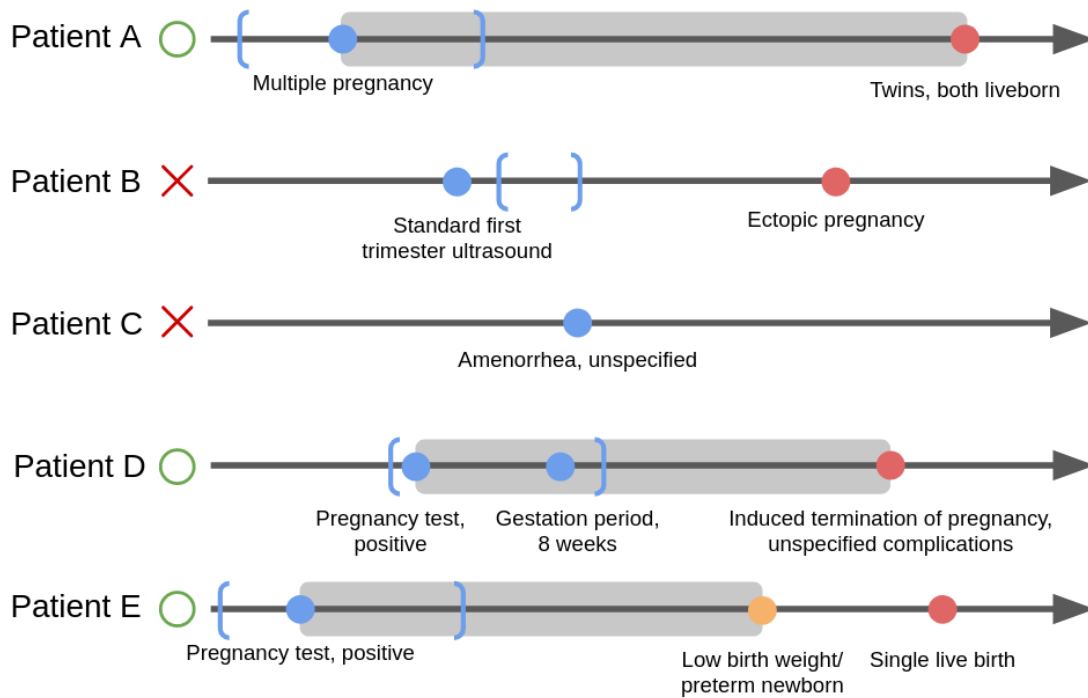 Patient A
Multiple pregnancy
Twins, both liveborn
Patient B
Standard first
trimester ultrasound
Ectopic pregnancy
Patient C
Amenorrhea, unspecified
Patient D
Pregnancy test,
positive
Gestation period,
8 weeks
Induced termination of pregnancy,
unspecified complications
Patient E
Pregnancy test, positive
Low birth weight/
preterm newborn
Single live birth